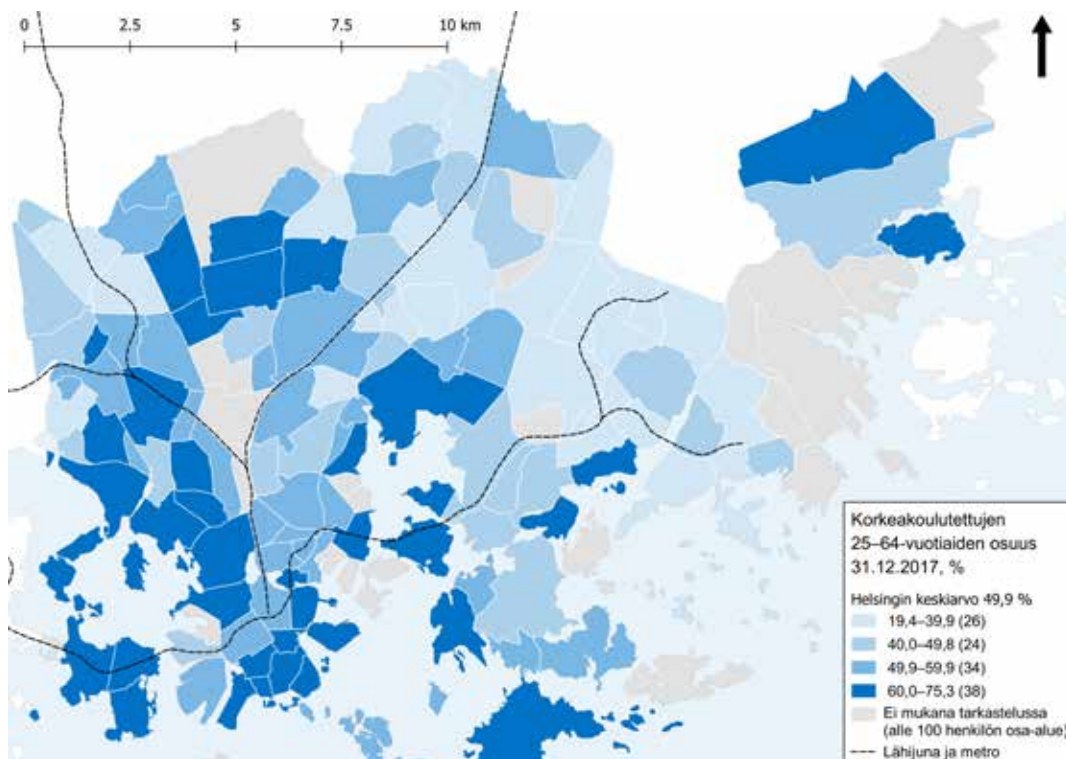 0 2.5 5 7.5 10 km
Korkeakoulutettujen
25–64-vuotiaiden osuus
31.12.2017, %
Helsingin keskiarvo 49,9 %
19,4–39,9 (26)
40,0–49,8 (24)
49,9–59,9 (34)
60,0–75,3 (38)
Ei mukana tarkastelussa
(alle 100 henkilön osa-alue)
Lähijuna ja metro